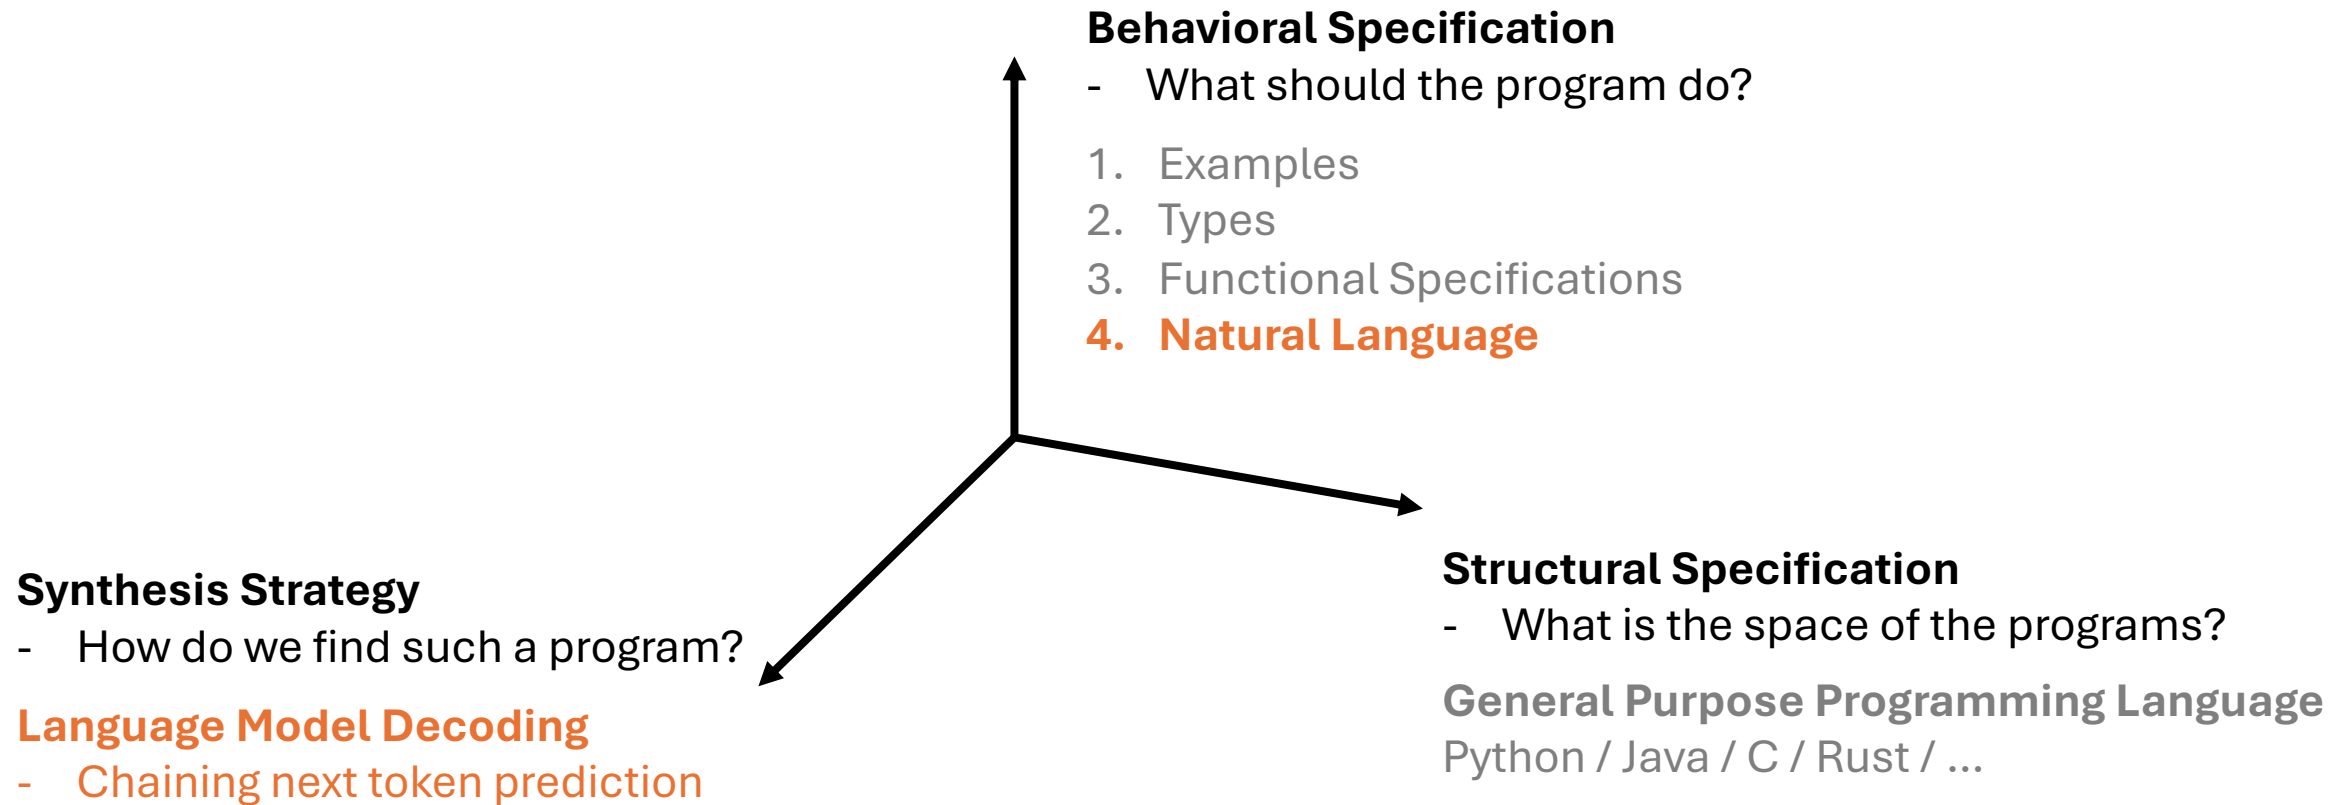 Behavioral Specification
- What should the program do?
1. Examples
2. Types
3. Functional Specifications
4. Natural Language
Synthesis Strategy
- How do we find such a program?
Language Model Decoding
- Chaining next token prediction
Structural Specification
- What is the space of the programs?
General Purpose Programming Language
Python / Java / C / Rust / ...